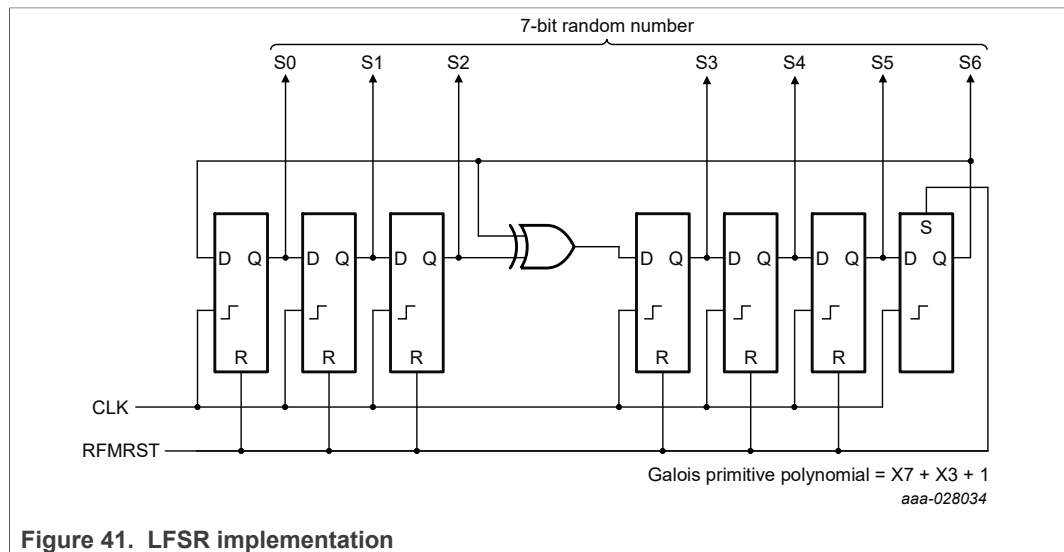 7-bit random number
S0 S1 S2 S3 S4 S5 S6
S
D Q D Q D Q D Q D Q D Q D Q
R R R R R R
CLK
RFMRST
Galois primitive polynomial = X7 + X3 + 1
aaa-028034
Figure 41. LFSR implementation